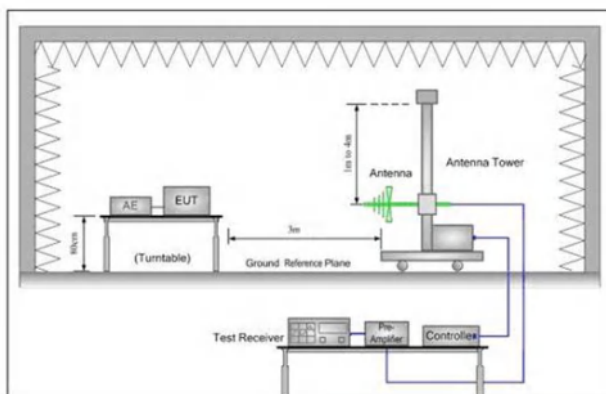 1m to 4m
Antenna
Antenna Tower
AE
EUT
80cm
(Turntable)
3m
Ground Reference Plane
Test Receiver
Pre-
Amplifier
Controller